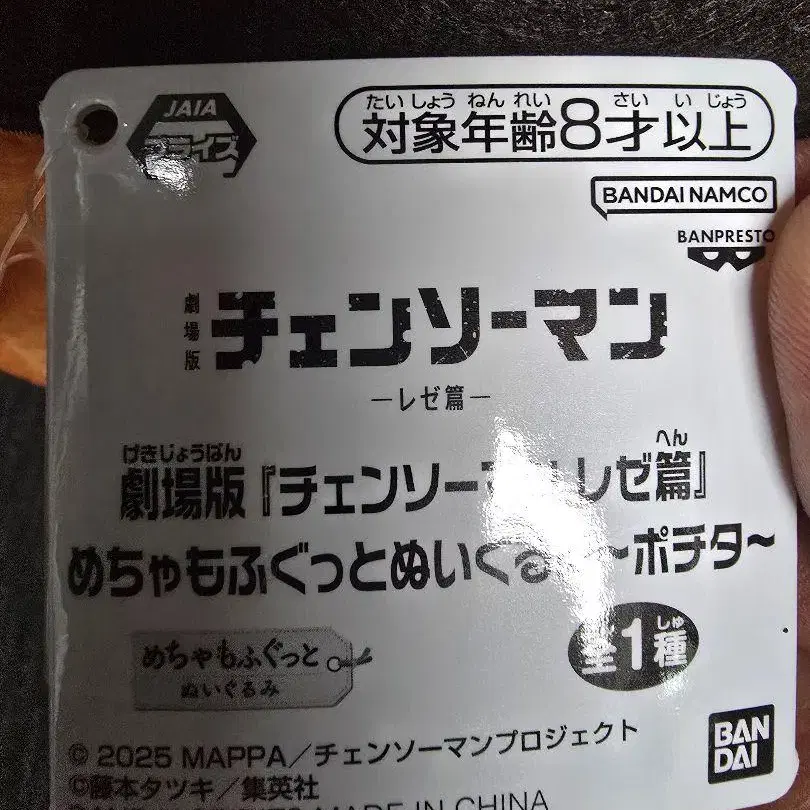 JAIA
プライズ
たいしょうねんれい さい いじょう
対象年齢8才以上
BANDAI NAMCO
BANPRESTO
劇場版
チェンソーマン
―レゼ篇―
げきじょうばん へん
劇場版『チェンソー レゼ篇』
めちゃもふぐっとぬいぐる ~ポチタ~
めちゃもふぐっと
ぬいぐるみ
しゅ
全1種
© 2025 MAPPA/チェンソーマンプロジェクト
©藤本タツキ/集英社
MADE IN CHINA
BAN
DAI